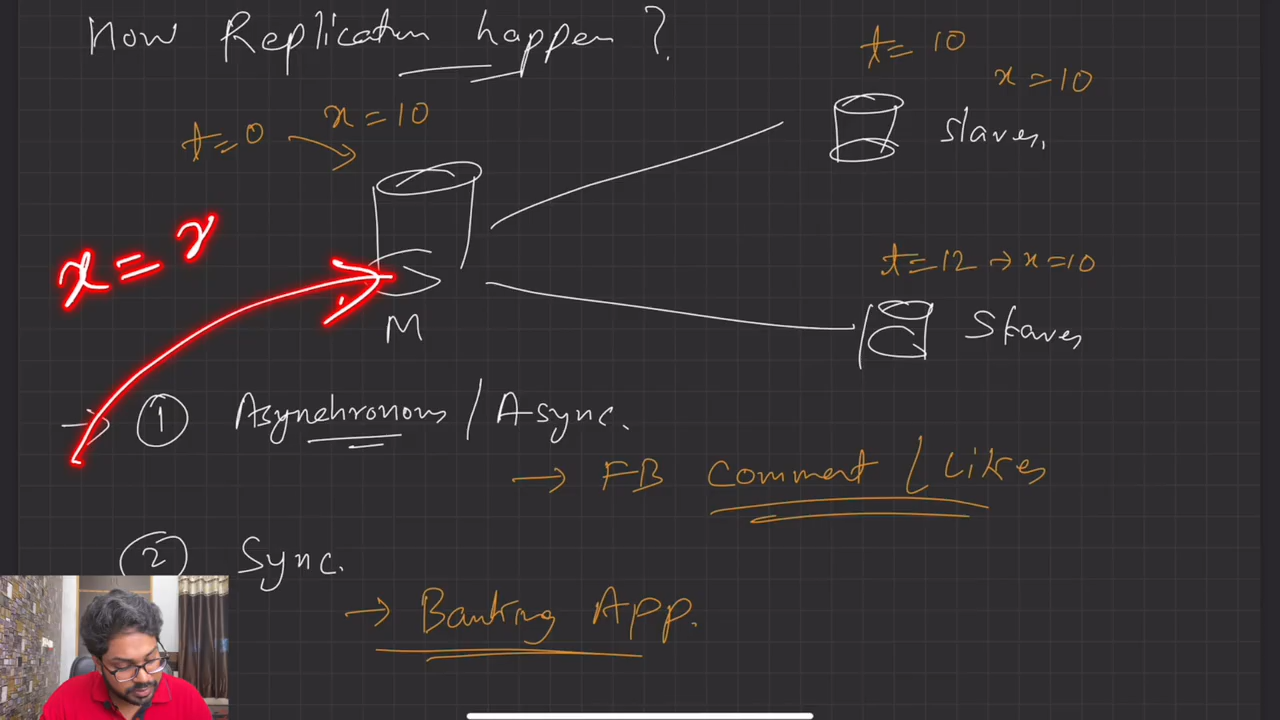 How Replication happen ?
t = 10
x = 10
x = 10
t = 0
slaves,
x = x
t = 12 → x = 10
M
Slaves
→ ① Asynchronous / Async.
→ FB Comment / Likes
② Sync.
→ Banking App.